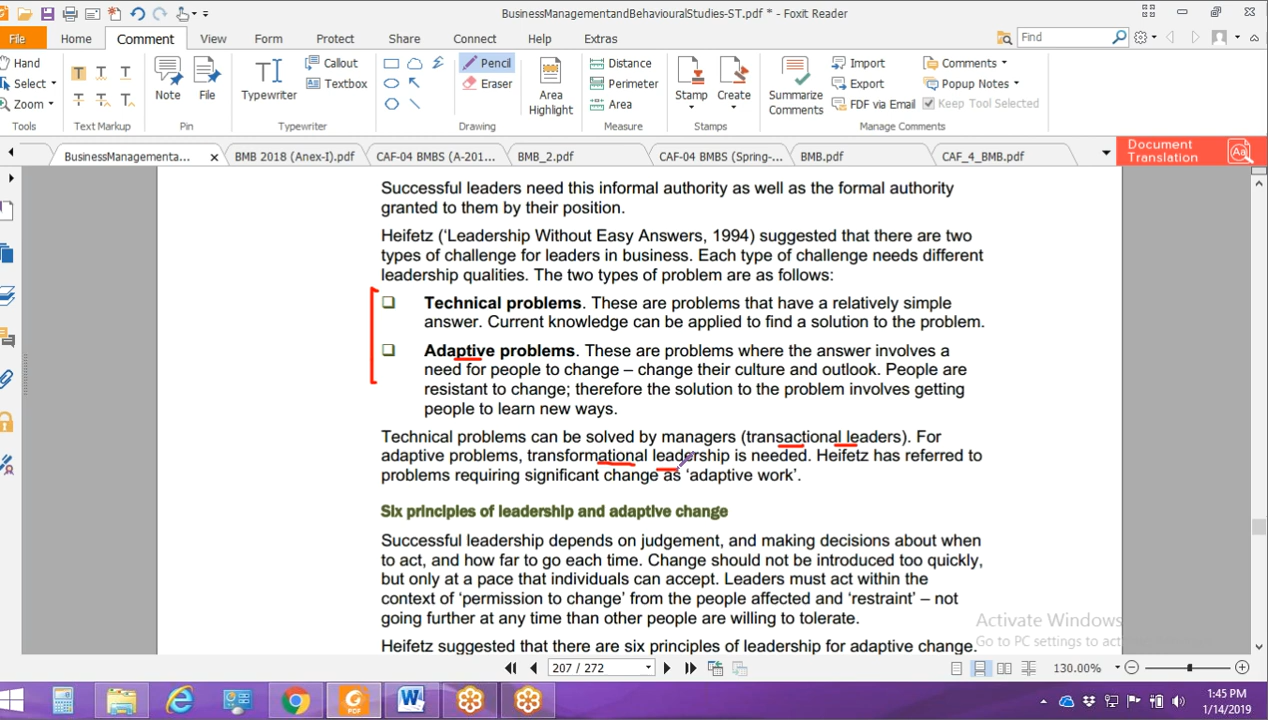 BusinessManagementandBehaviouralStudies-ST.pdf * - Foxit Reader
File Home Comment View Form Protect Share Connect Help Extras Find
Hand
Select
Zoom
Tools
T T T
T T T
Text Markup
Note File
Pin
Typewriter Callout
Textbox
Typewriter
Pencil
Eraser
Area
Highlight
Drawing
Distance
Perimeter
Area
Measure
Stamp Create
Stamps
Summarize
Comments
Import
Export
FDF via Email
Comments
Popup Notes
Keep Tool Selected
Manage Comments
BusinessManagementa... BMB 2018 (Anex-I).pdf CAF-04 BMBS (A-201... BMB_2.pdf CAF-04 BMBS (Spring-... BMB.pdf CAF_4_BMB.pdf
Document
Translation
Successful leaders need this informal authority as well as the formal authority
granted to them by their position.
Heifetz (‘Leadership Without Easy Answers, 1994) suggested that there are two
types of challenge for leaders in business. Each type of challenge needs different
leadership qualities. The two types of problem are as follows:
Technical problems. These are problems that have a relatively simple
answer. Current knowledge can be applied to find a solution to the problem.
Adaptive problems. These are problems where the answer involves a
need for people to change – change their culture and outlook. People are
resistant to change; therefore the solution to the problem involves getting
people to learn new ways.
Technical problems can be solved by managers (transactional leaders). For
adaptive problems, transformational leadership is needed. Heifetz has referred to
problems requiring significant change as ‘adaptive work’.
Six principles of leadership and adaptive change
Successful leadership depends on judgement, and making decisions about when
to act, and how far to go each time. Change should not be introduced too quickly,
but only at a pace that individuals can accept. Leaders must act within the
context of ‘permission to change’ from the people affected and ‘restraint’ – not
going further at any time than other people are willing to tolerate.
Heifetz suggested that there are six principles of leadership for adaptive change.
Activate Windows
Go to PC settings to
207 / 272
130.00%
PDF
1:45 PM
1/14/2019